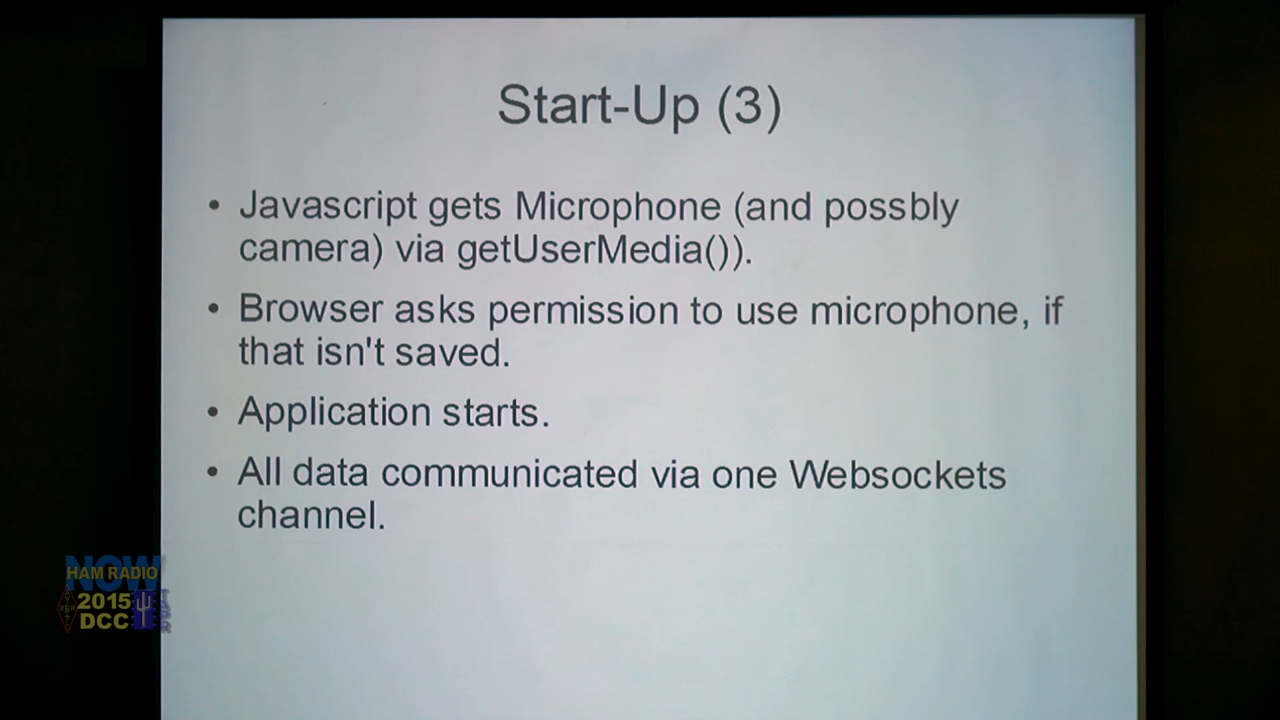 Start-Up (3)
• Javascript gets Microphone (and possbly
camera) via getUserMedia()).
• Browser asks permission to use microphone, if
that isn't saved.
• Application starts.
• All data communicated via one Websockets
channel.
NOW
HAM RADIO
2015
DCC